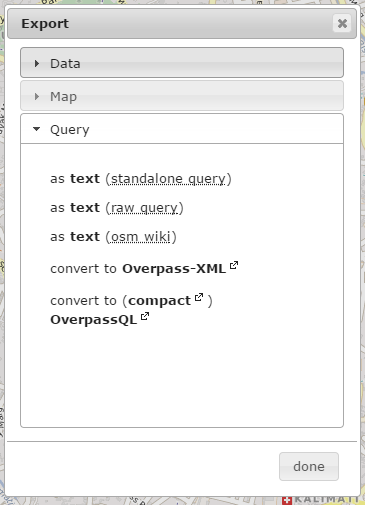 Export
Data
Map
Query
as text (standalone query)
as text (raw query)
as text (osm wiki)
convert to Overpass-XML
convert to (compact )
OverpassQL
done
KALIMATI